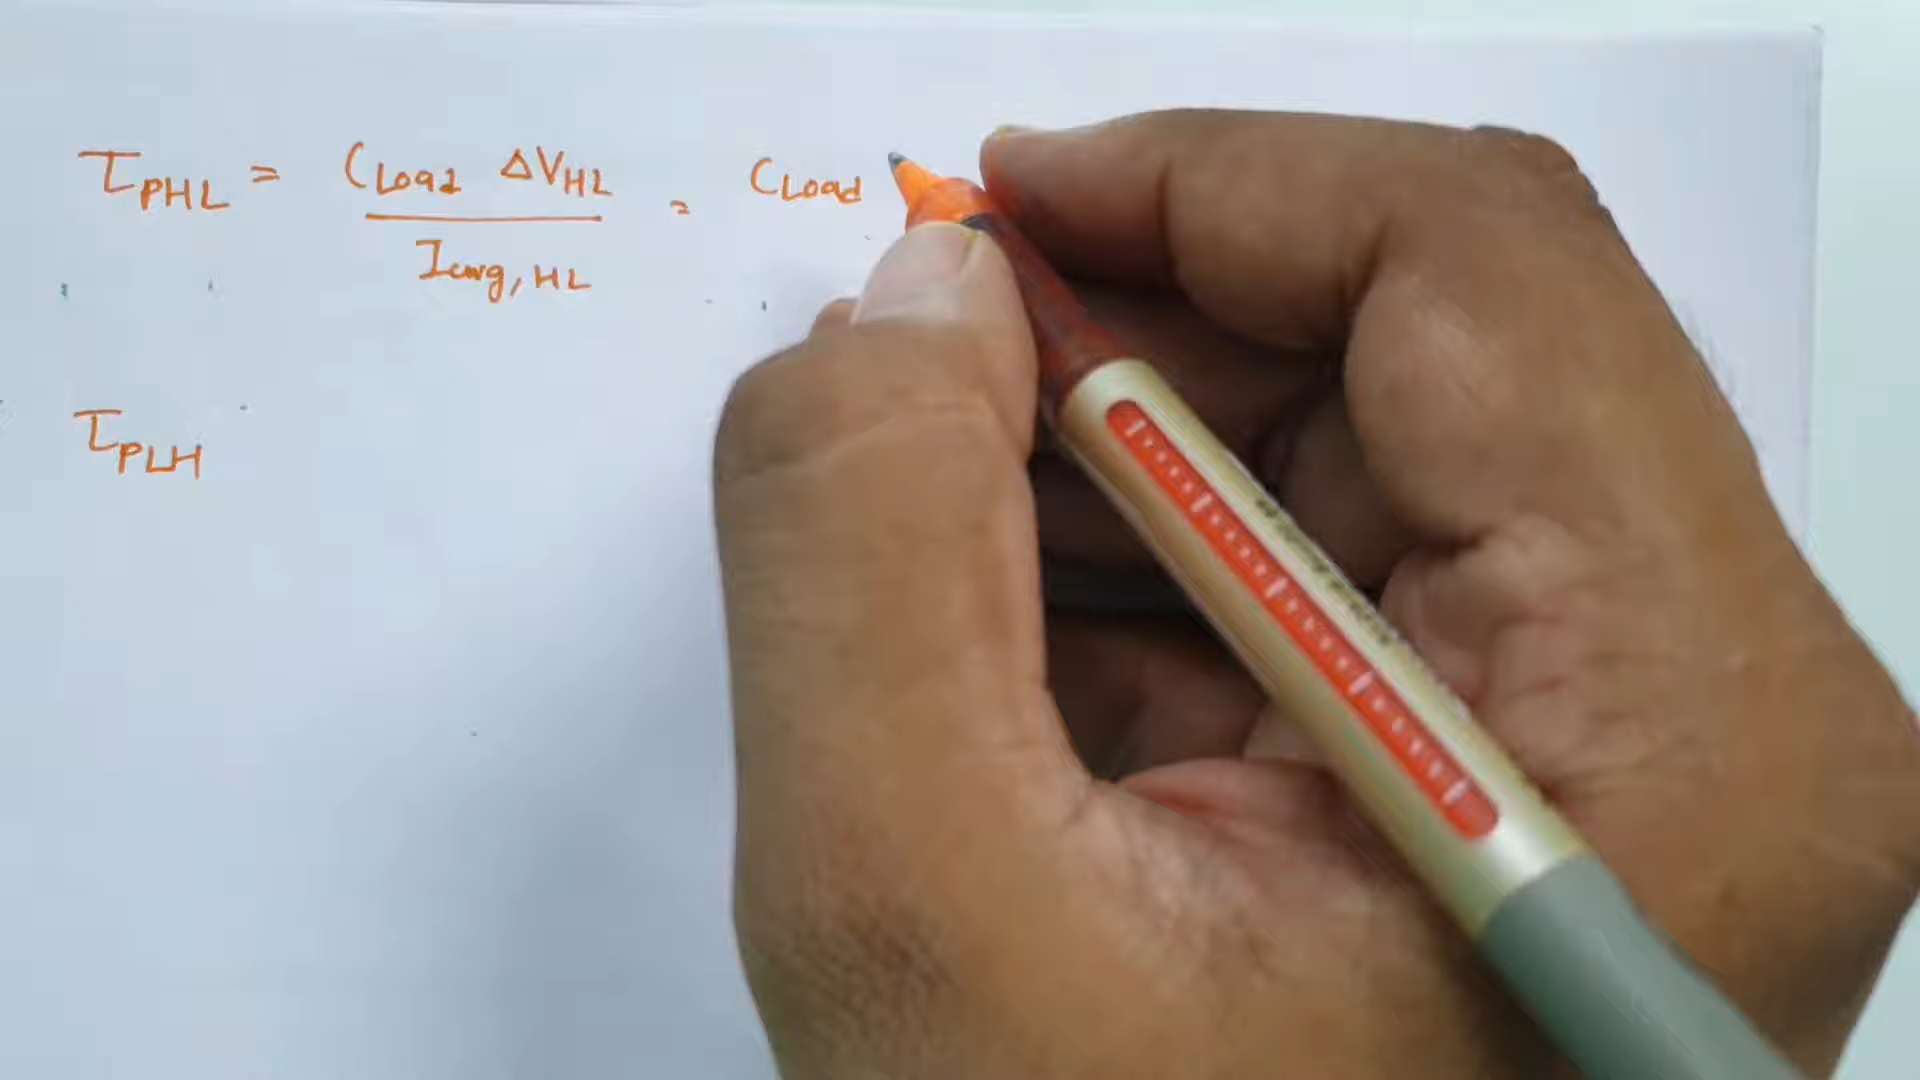 τPHL = CLoad ΔVHL / Iavg,HL = CLoad
τPLH